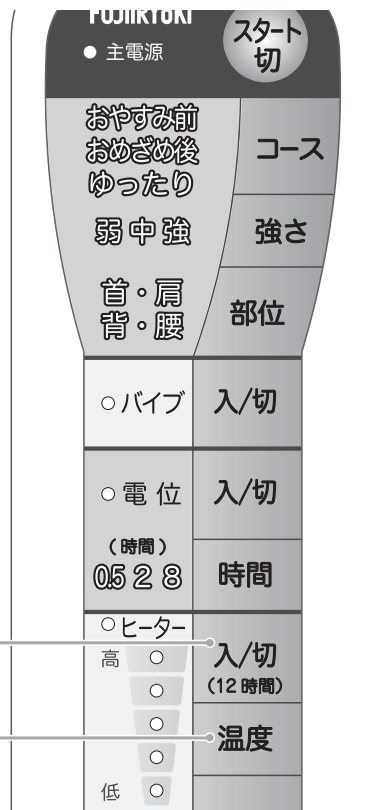 FUJIIRYOKI
スタート
切
主電源
おやすみ前
おめざめ後
ゆったり
コース
弱 中 強
強さ
首・肩
背・腰
部位
バイブ
入/切
電位
入/切
(時間)
0.5 2 8
時間
ヒーター
入/切
(12時間)
高
温度
低